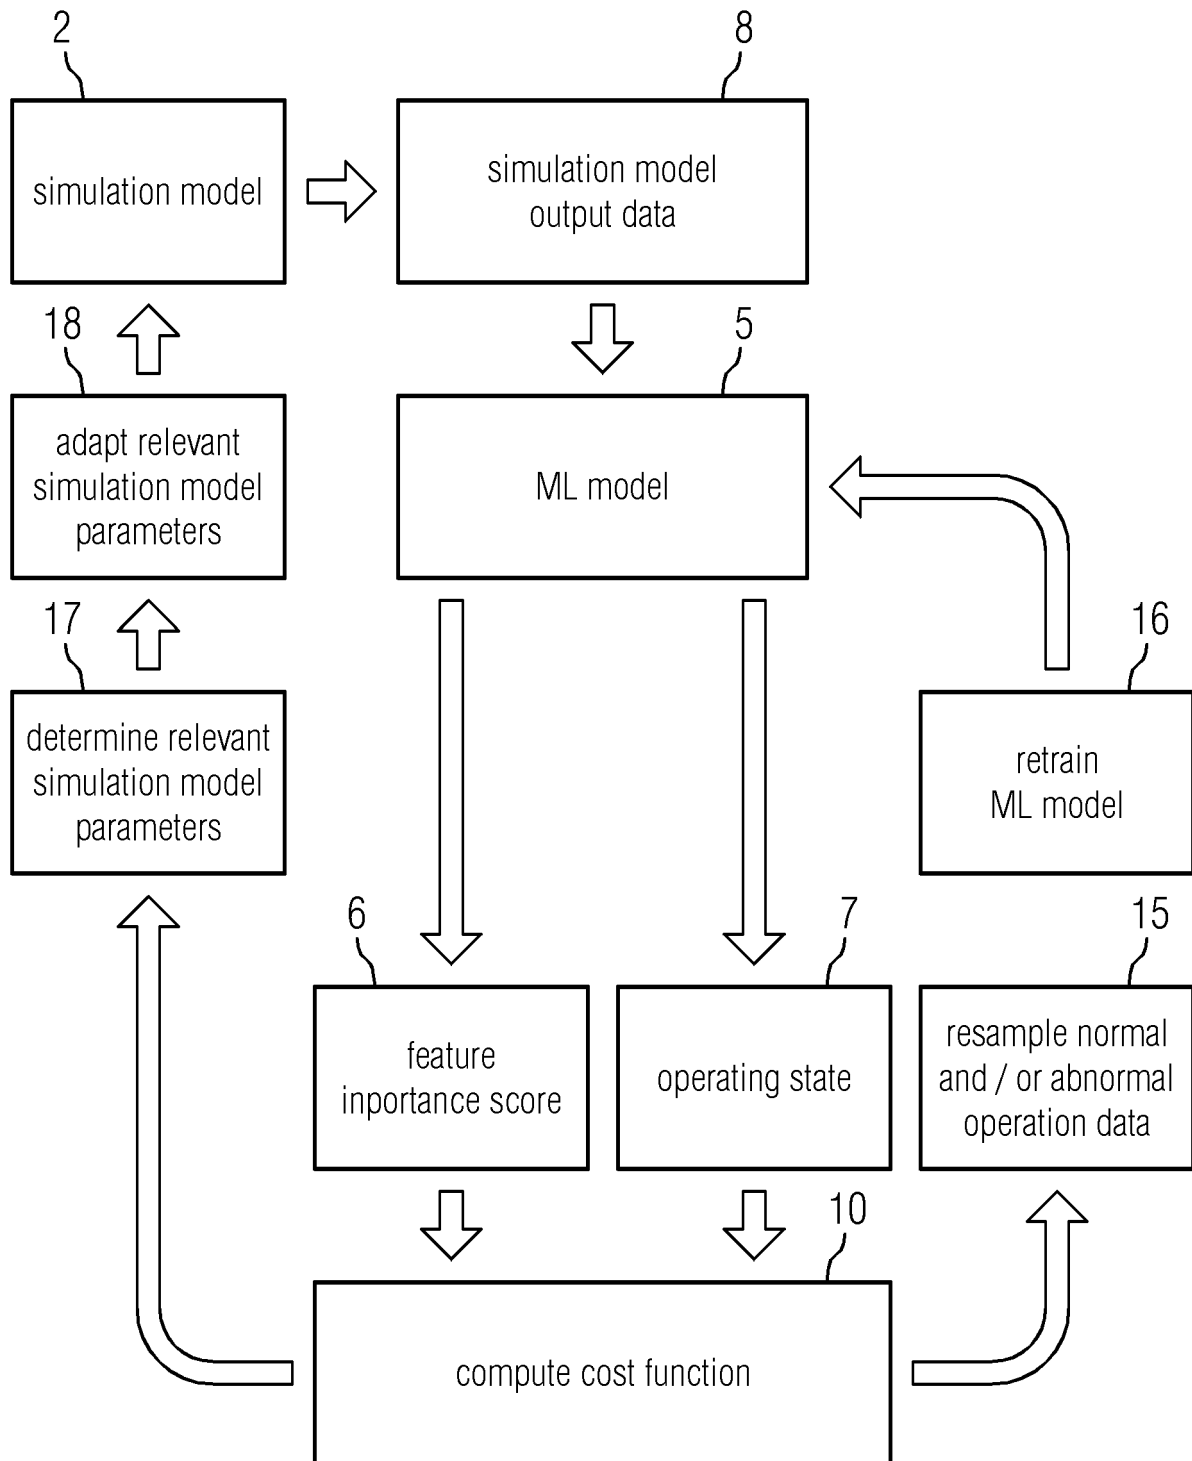 2
8
simulation model
simulation model
output data
18
5
adapt relevant
simulation model
parameters
ML model
17
16
determine relevant
simulation model
parameters
retrain
ML model
6
7
15
feature
inportance score
operating state
resample normal
and / or abnormal
operation data
10
compute cost function